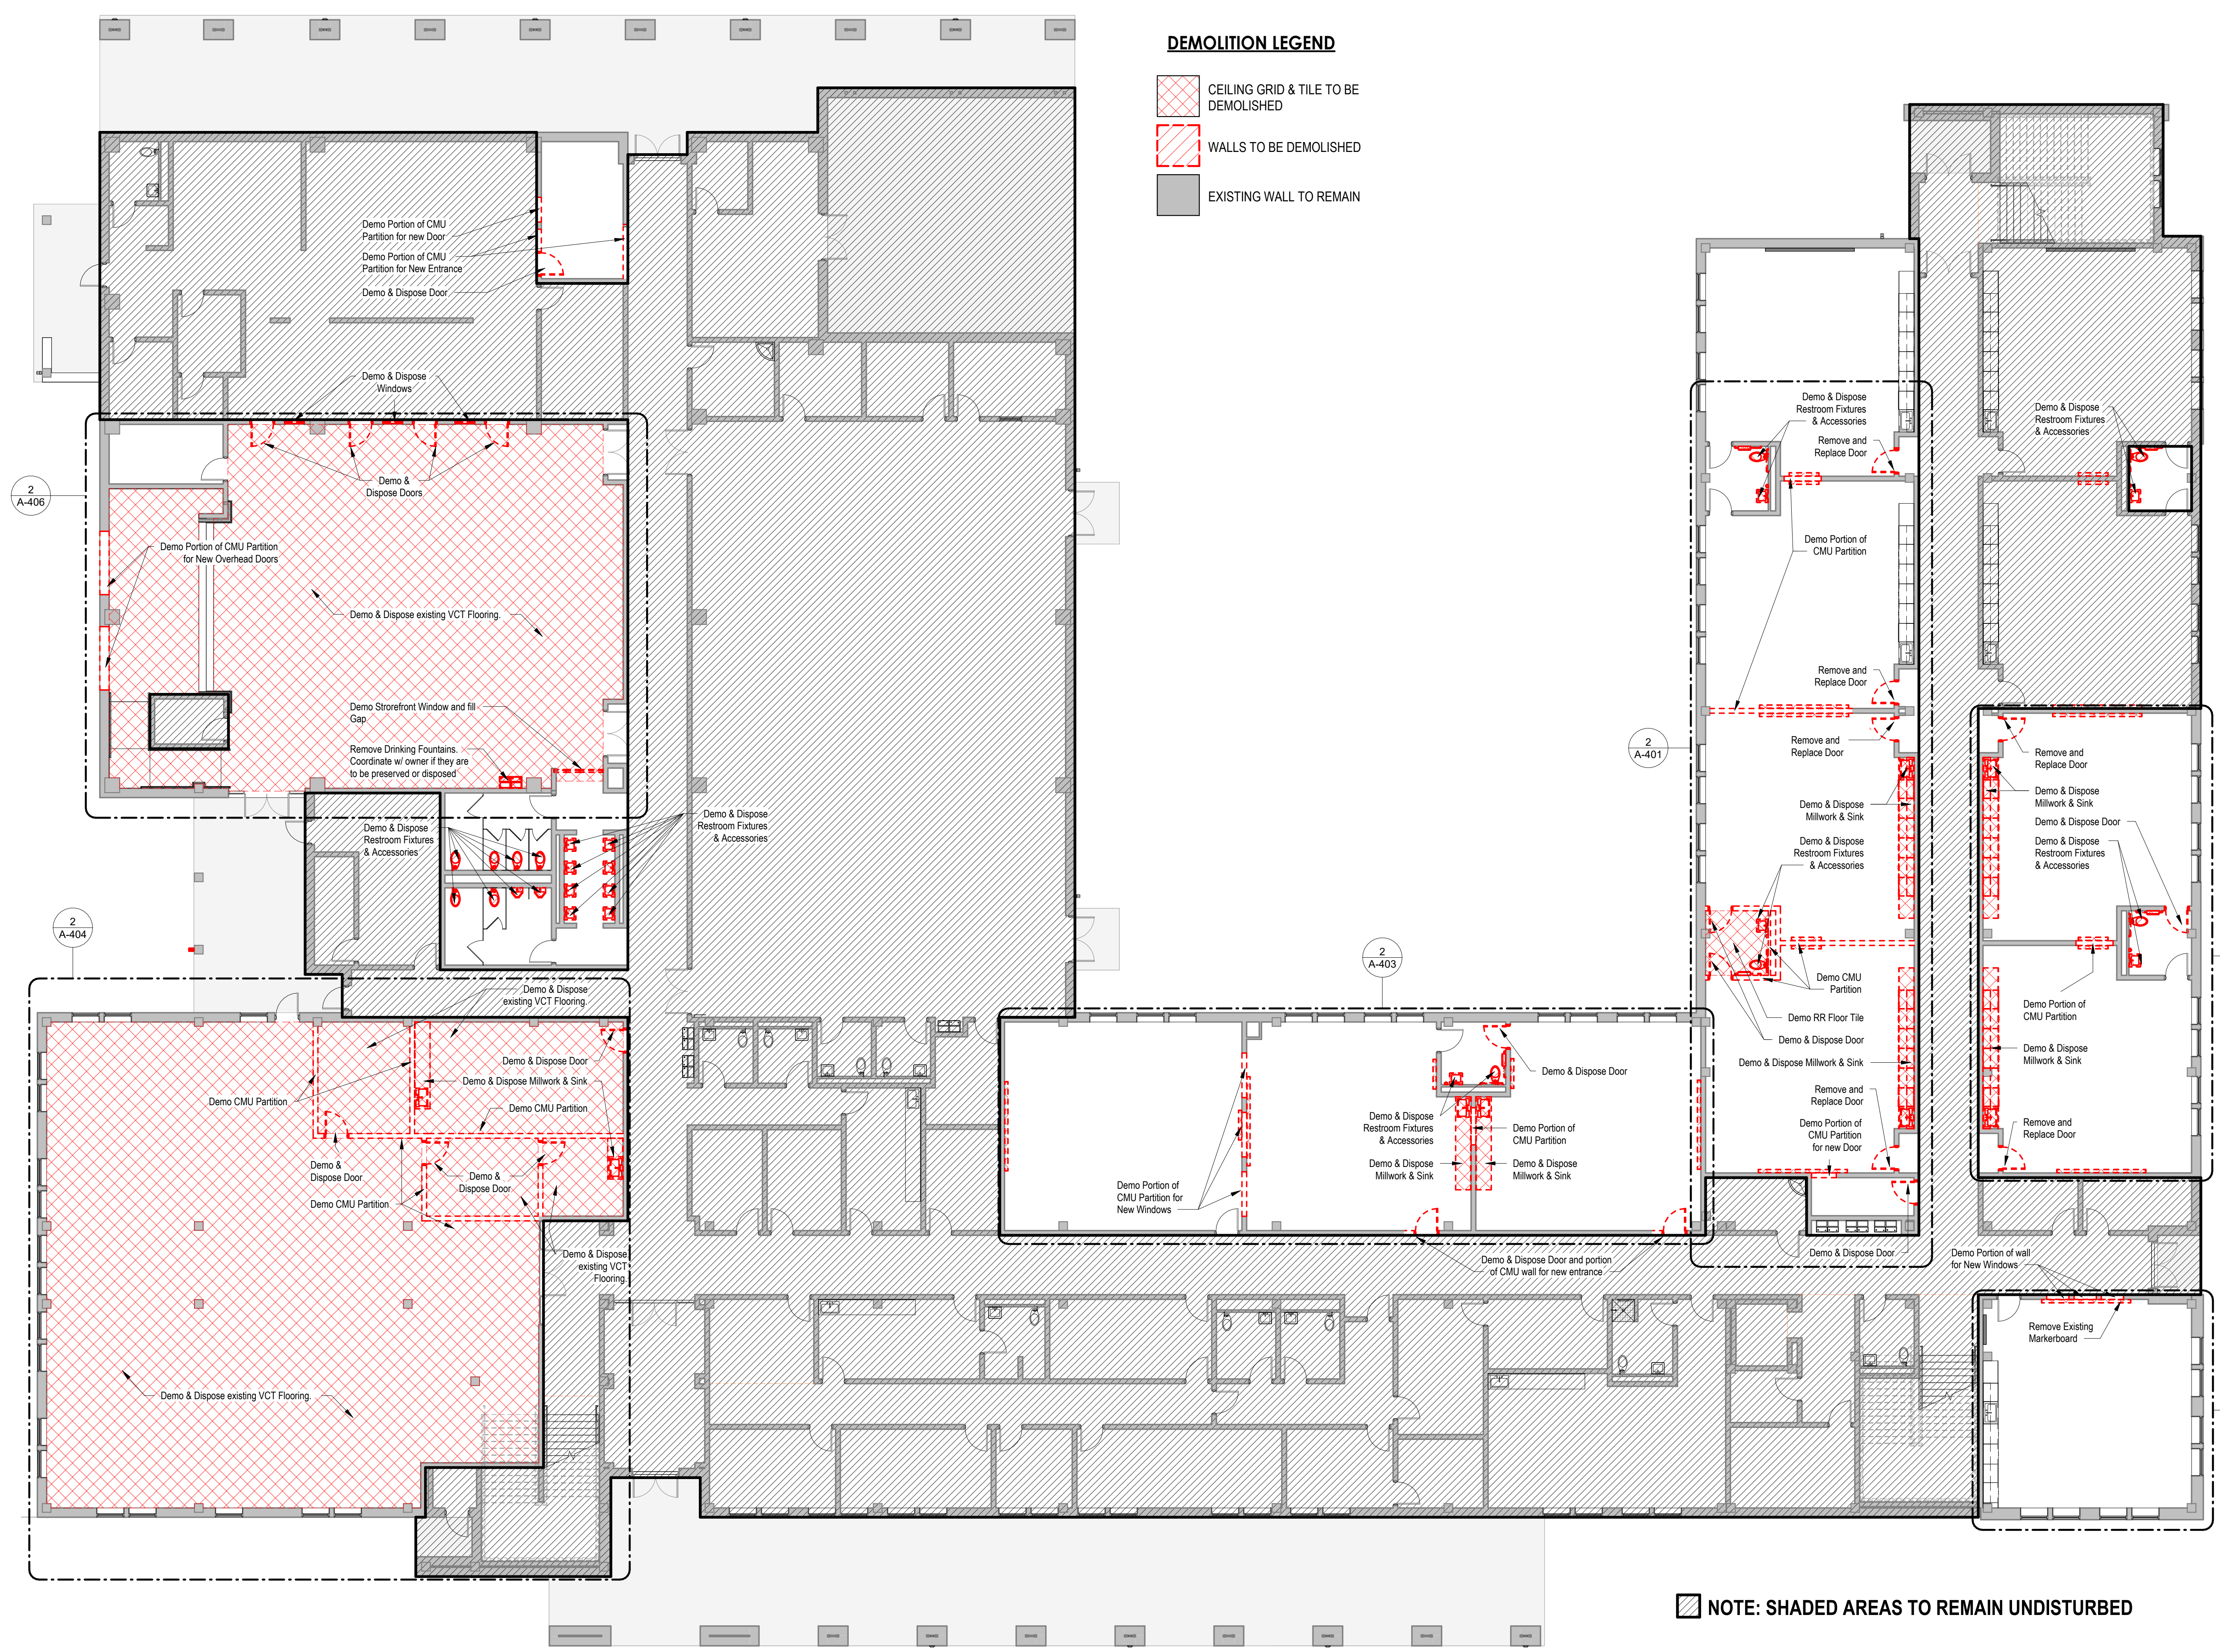 DEMOLITION LEGEND
CEILING GRID & TILE TO BE
DEMOLISHED
WALLS TO BE DEMOLISHED
EXISTING WALL TO REMAIN
Demo Portion of CMU
Partition for new Door
Demo Portion of CMU
Partition for New Entrance
Demo & Dispose Door
Demo & Dispose
Windows
Demo &
Dispose Doors
2
A-406
Demo Portion of CMU Partition
for New Overhead Doors
Demo & Dispose existing VCT Flooring.
Demo Strorefront Window and fill
Gap
Remove Drinking Fountains.
Coordinate w/ owner if they are
to be preserved or disposed
Demo & Dispose
Restroom Fixtures
& Accessories
Demo & Dispose
Restroom Fixtures
& Accessories
2
A-404
Demo & Dispose
existing VCT Flooring.
Demo & Dispose Door
Demo & Dispose Millwork & Sink
Demo CMU Partition
Demo CMU Partition
Demo &
Dispose Door
Demo &
Dispose Door
Demo CMU Partition
Demo & Dispose
existing VCT
Flooring.
Demo & Dispose existing VCT Flooring.
2
A-403
Demo & Dispose Door
Demo & Dispose
Restroom Fixtures
& Accessories
Demo Portion of
CMU Partition
Demo & Dispose
Millwork & Sink
Demo & Dispose
Millwork & Sink
Demo Portion of
CMU Partition for
New Windows
Demo & Dispose Door and portion
of CMU wall for new entrance
2
A-401
Demo & Dispose
Restroom Fixtures
& Accessories
Remove and
Replace Door
Demo Portion of
CMU Partition
Remove and
Replace Door
Remove and
Replace Door
Demo & Dispose
Millwork & Sink
Demo & Dispose
Restroom Fixtures
& Accessories
Demo CMU
Partition
Demo RR Floor Tile
Demo & Dispose Door
Demo & Dispose Millwork & Sink
Remove and
Replace Door
Demo Portion of
CMU Partition
for new Door
Demo & Dispose Door
Demo & Dispose
Restroom Fixtures
& Accessories
Remove and
Replace Door
Demo & Dispose
Millwork & Sink
Demo & Dispose Door
Demo & Dispose
Restroom Fixtures
& Accessories
Demo Portion of
CMU Partition
Demo & Dispose
Millwork & Sink
Remove and
Replace Door
Demo Portion of wall
for New Windows
Remove Existing
Markerboard
NOTE: SHADED AREAS TO REMAIN UNDISTURBED